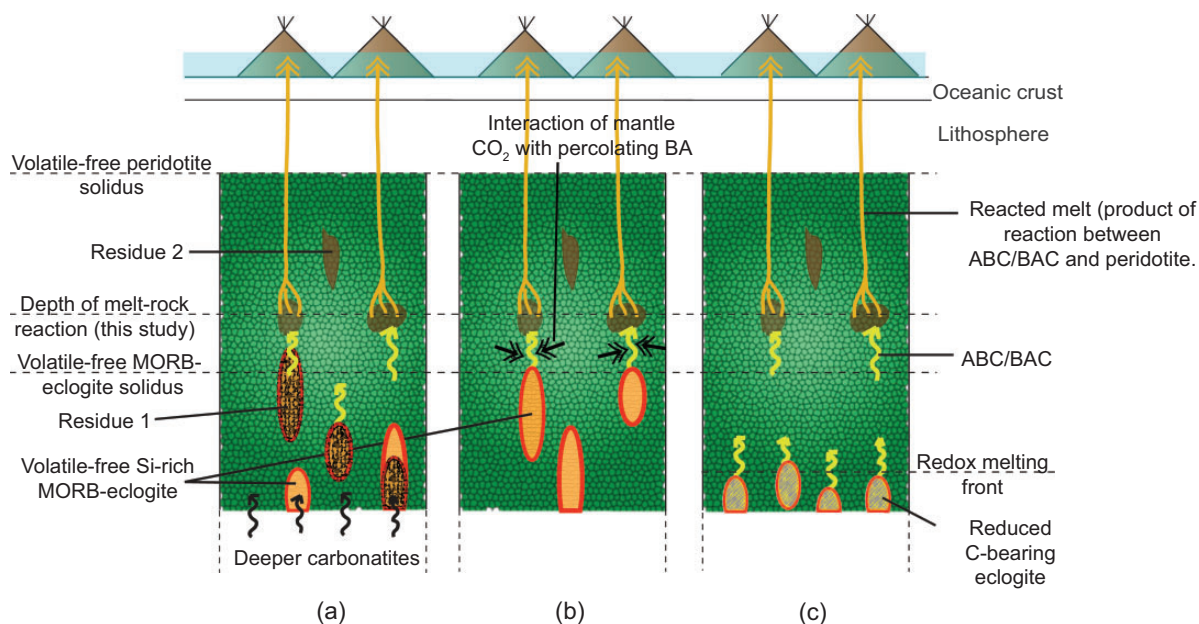 Oceanic crust
Interaction of mantle
CO2 with percolating BA
Lithosphere
Volatile-free peridotite
solidus
Residue 2
Reacted melt (product of
reaction between
ABC/BAC and peridotite.
Depth of melt-rock
reaction (this study)
Volatile-free MORB-
eclogite solidus
ABC/BAC
Residue 1
Volatile-free Si-rich
MORB-eclogite
Redox melting
front
Deeper carbonatites
Reduced
C-bearing
eclogite
(a)
(b)
(c)